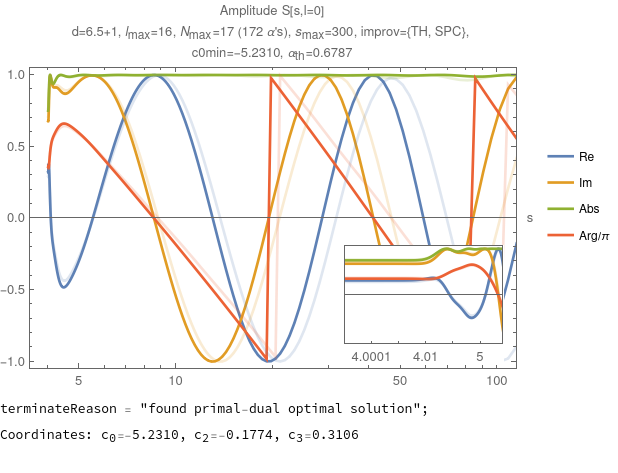 Amplitude S[s,l=0]
d=6.5+1, lmax=16, Nmax=17 (172 α's), smax=300, improv={TH, SPC},
c0min=-5.2310, αth=0.6787
1.0
0.5
0.0
-0.5
-1.0
s
Re
Im
Abs
Arg/π
4.0001 4.01 5
5 10 50 100
terminateReason = "found primal-dual optimal solution";
Coordinates: c0=-5.2310, c2=-0.1774, c3=0.3106